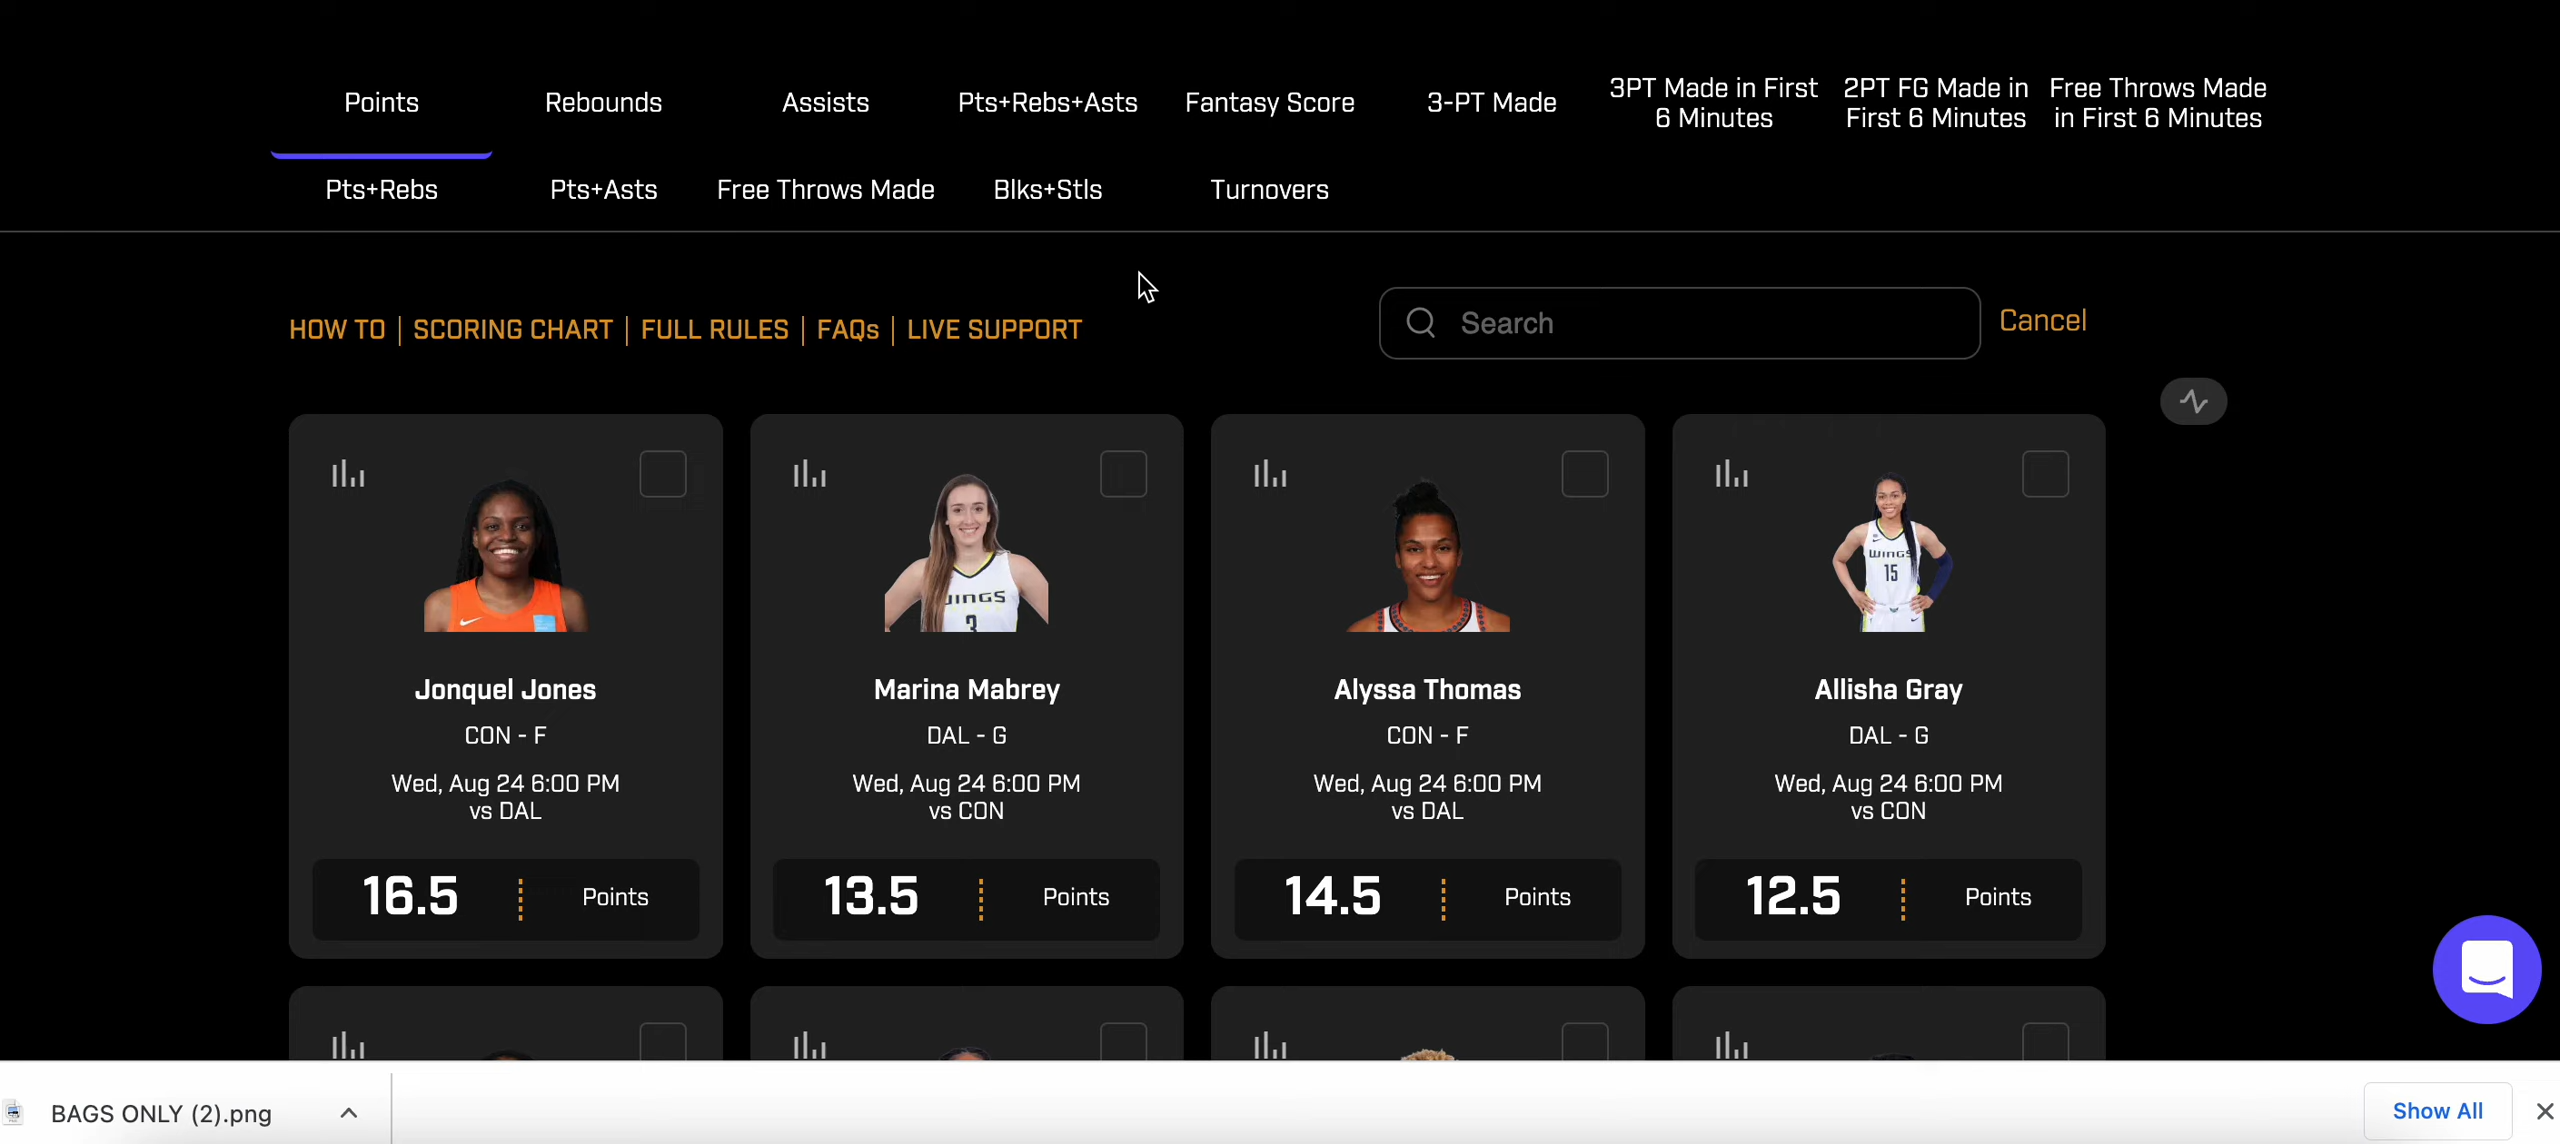 Points
Rebounds
Assists
Pts+Rebs+Asts
Fantasy Score
3-PT Made
3PT Made in First
6 Minutes
2PT FG Made in
First 6 Minutes
Free Throws Made
in First 6 Minutes
Pts+Rebs
Pts+Asts
Free Throws Made
Blks+Stls
Turnovers
HOW TO | SCORING CHART | FULL RULES | FAQs | LIVE SUPPORT
Search
Cancel
Jonquel Jones
CON - F
Wed, Aug 24 6:00 PM
vs DAL
16.5
Points
WINGS
3
Marina Mabrey
DAL - G
Wed, Aug 24 6:00 PM
vs CON
13.5
Points
Alyssa Thomas
CON - F
Wed, Aug 24 6:00 PM
vs DAL
14.5
Points
WINGS
15
Allisha Gray
DAL - G
Wed, Aug 24 6:00 PM
vs CON
12.5
Points
BAGS ONLY (2).png
Show All